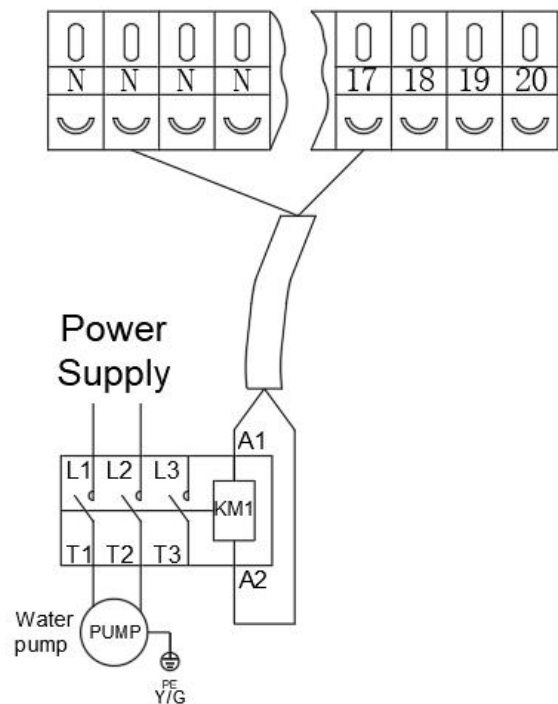 N N N N 17 18 19 20
Power
Supply
A1
L1 L2 L3
KM1
T1 T2 T3
A2
Water
pump
PUMP
PE
Y/G